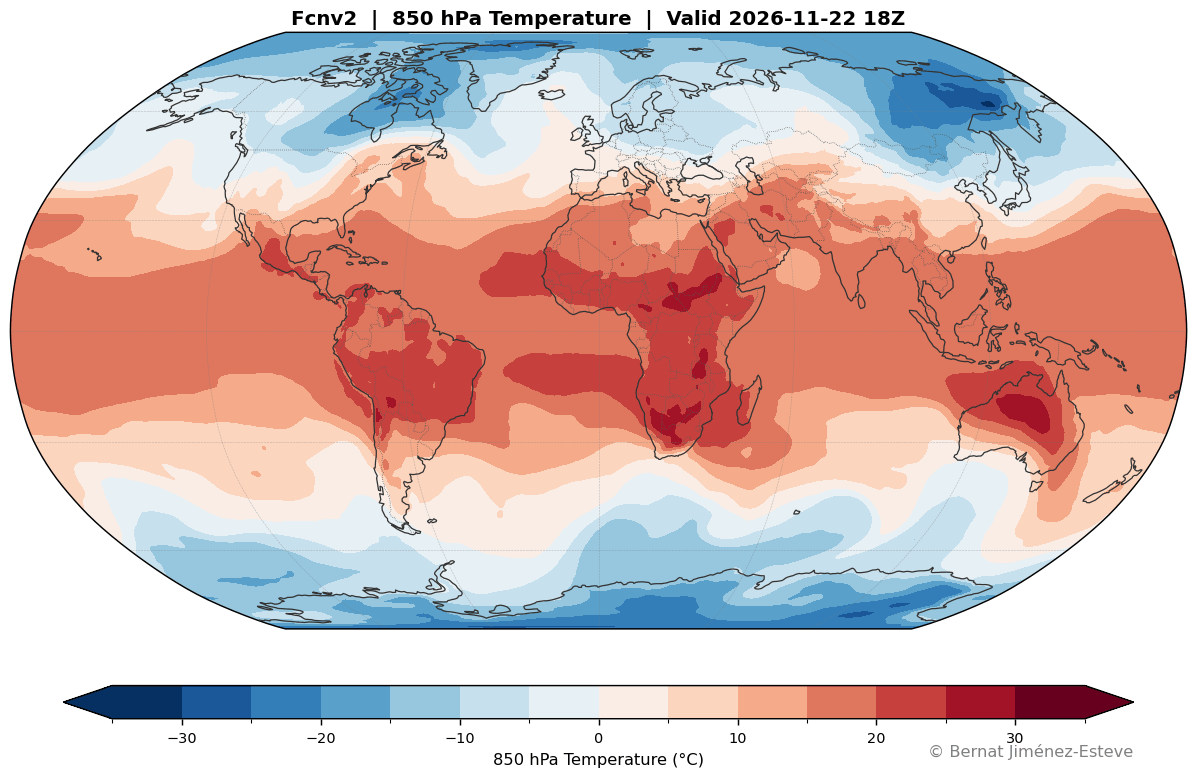 Fcnv2 | 850 hPa Temperature | Valid 2026-11-22 18Z
−30 −20 −10 0 10 20 30
850 hPa Temperature (°C)
© Bernat Jiménez-Esteve